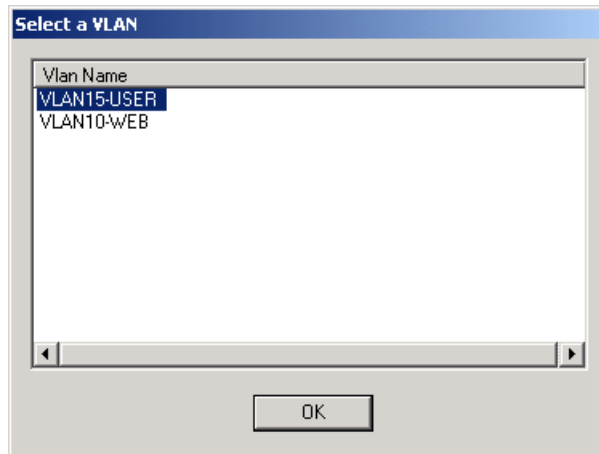 Select a VLAN
Vlan Name
VLAN15-USER
VLAN10-WEB
OK